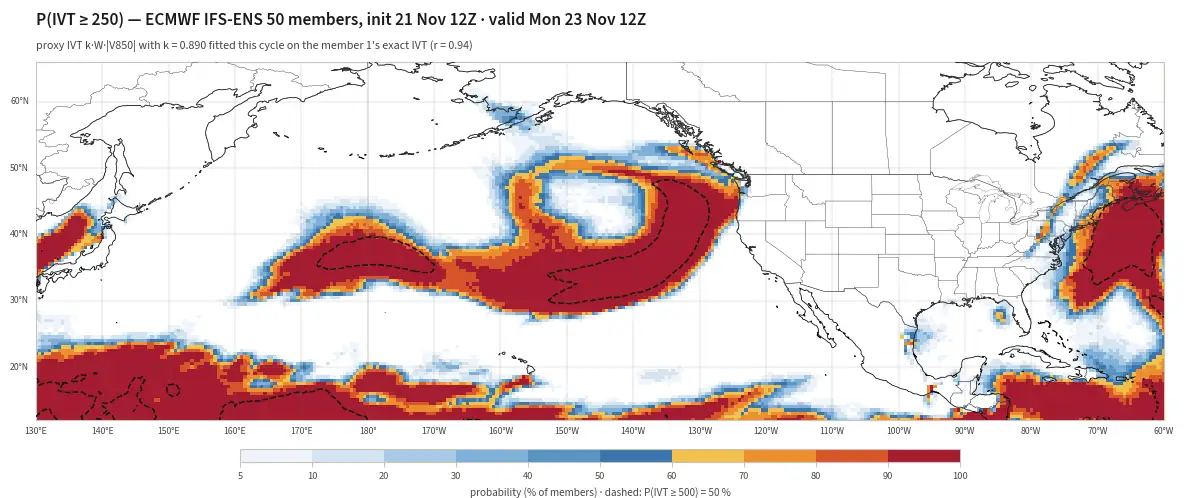 P(IVT ≥ 250) — ECMWF IFS-ENS 50 members, init 21 Nov 12Z · valid Mon 23 Nov 12Z
proxy IVT k·W·|V850| with k = 0.890 fitted this cycle on the member 1's exact IVT (r = 0.94)
60°N
50°N
40°N
30°N
20°N
130°E 140°E 150°E 160°E 170°E 180° 170°W 160°W 150°W 140°W 130°W 120°W 110°W 100°W 90°W 80°W 70°W 60°W
5 10 20 30 40 50 60 70 80 90 100
probability (% of members) · dashed: P(IVT ≥ 500) = 50 %